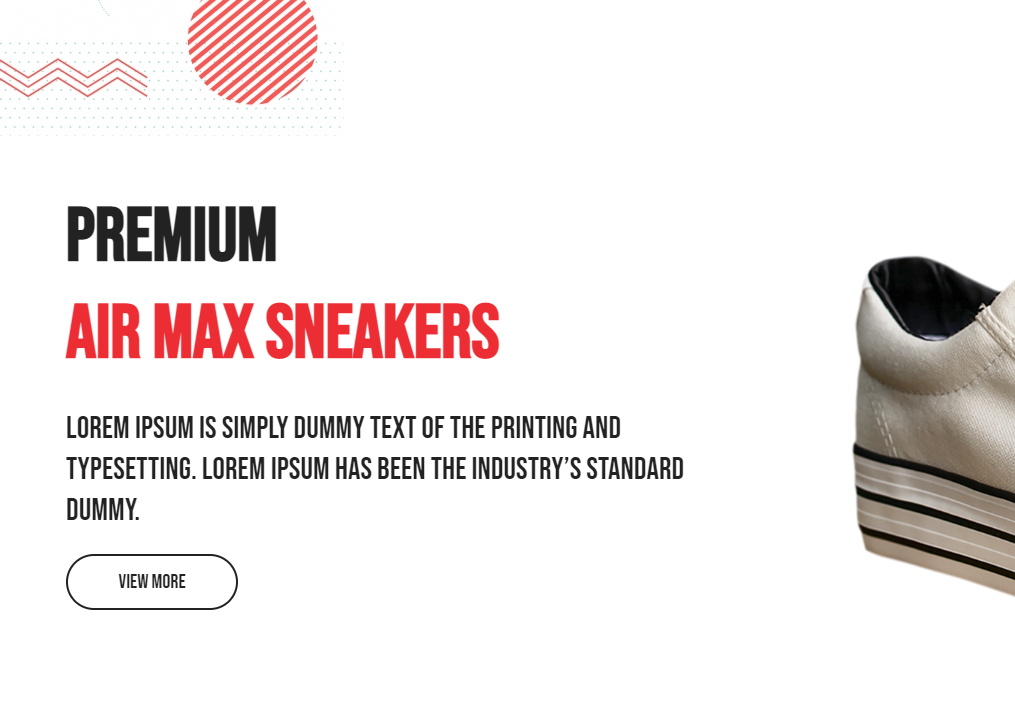 PREMIUM
AIR MAX SNEAKERS
LOREM IPSUM IS SIMPLY DUMMY TEXT OF THE PRINTING AND
TYPESETTING. LOREM IPSUM HAS BEEN THE INDUSTRY’S STANDARD
DUMMY.
VIEW MORE